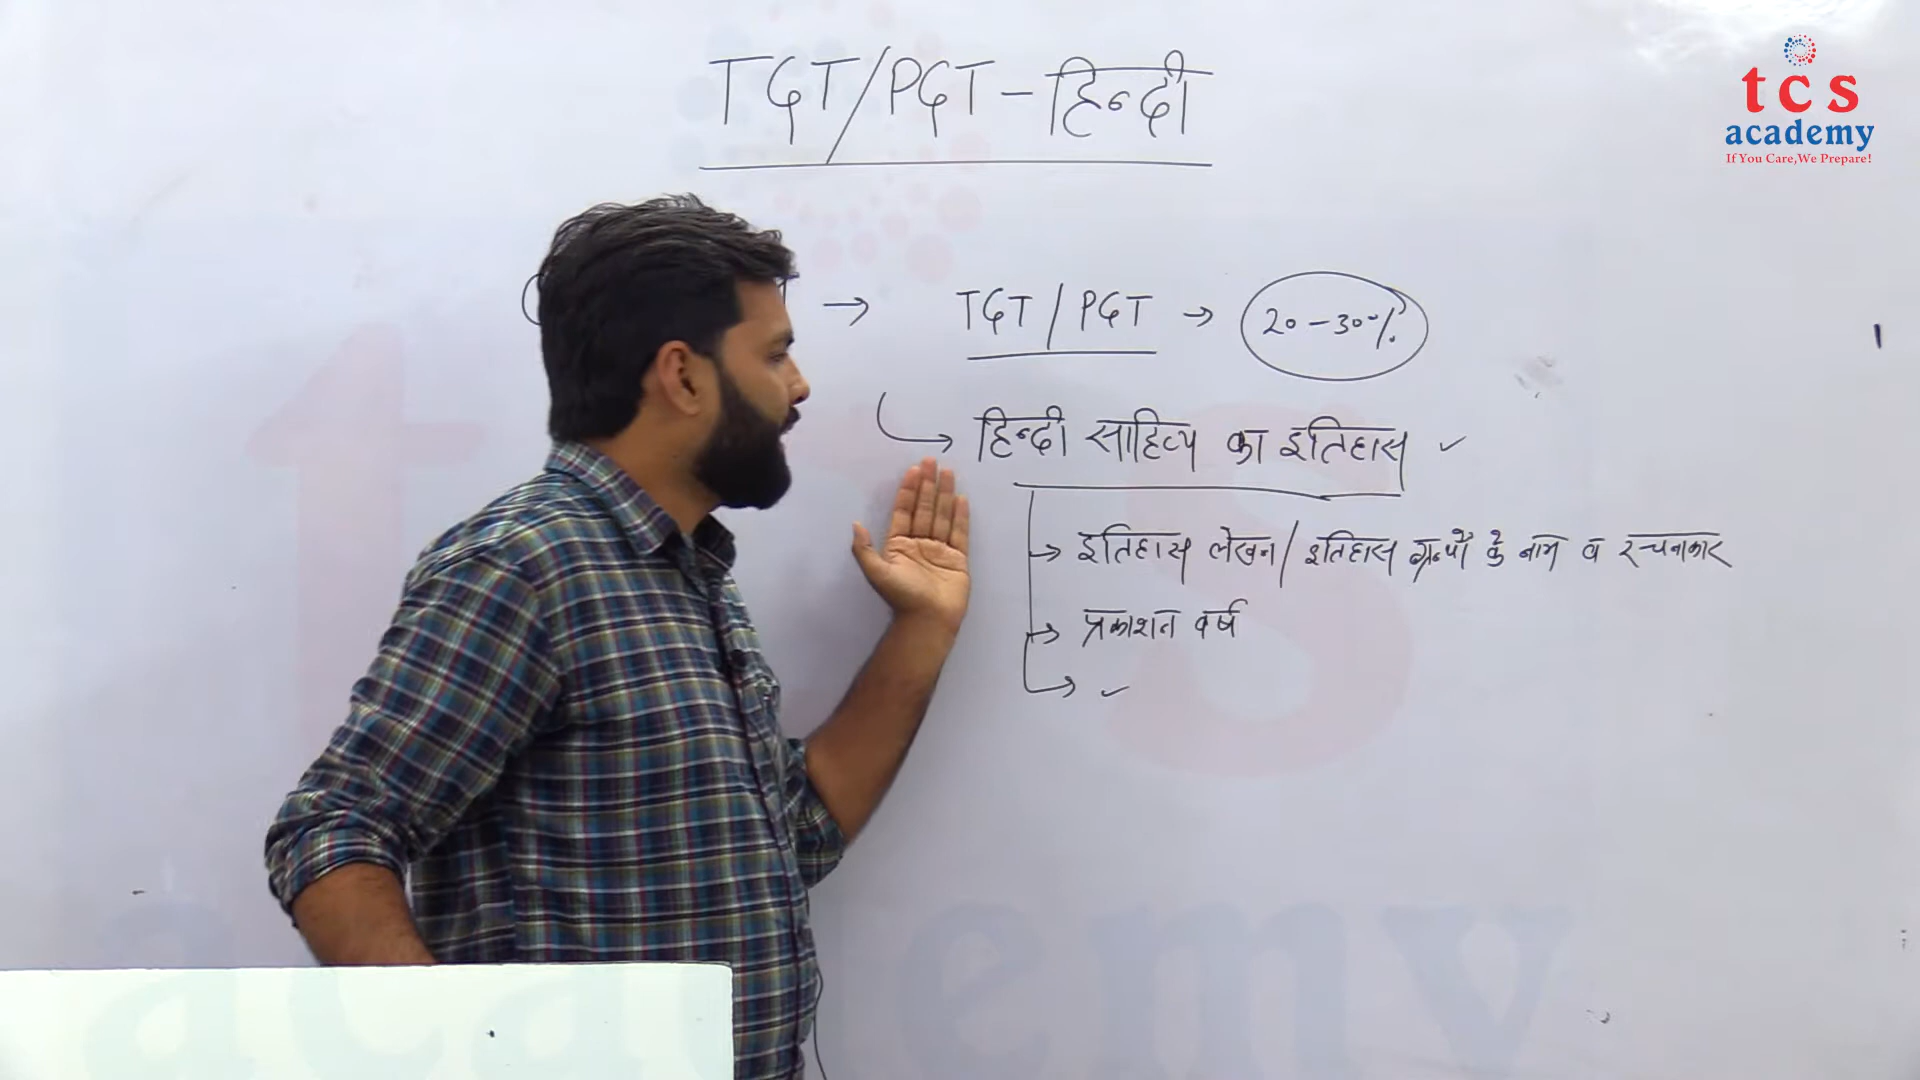 TGT/PGT - हिन्दी
tcs
academy
If You Care,We Prepare!
→ TGT / PGT → 20-30%
→ हिन्दी साहित्य का इतिहास ✓
→ इतिहास लेखन / इतिहास ग्रन्थों के नाम व रचनाकार
→ प्रकाशन वर्ष
→ ✓